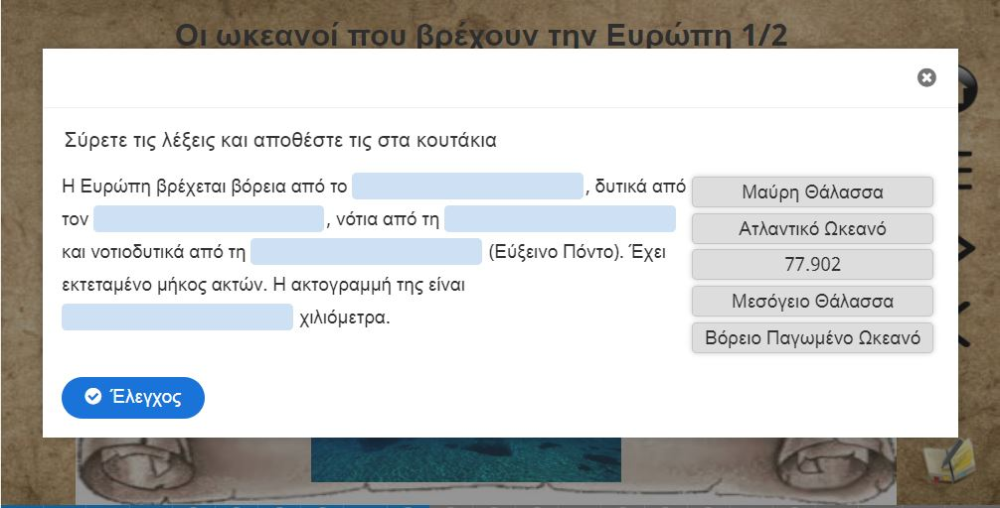 Οι ωκεανοί που βρέχουν την Ευρώπη 1/2
Σύρετε τις λέξεις και αποθέστε τις στα κουτάκια
Η Ευρώπη βρέχεται βόρεια από το , δυτικά από
τον , νότια από τη
και νοτιοδυτικά από τη (Εύξεινο Πόντο). Έχει
εκτεταμένο μήκος ακτών. Η ακτογραμμή της είναι
χιλιόμετρα.
Μαύρη Θάλασσα
Ατλαντικό Ωκεανό
77.902
Μεσόγειο Θάλασσα
Βόρειο Παγωμένο Ωκεανό
Έλεγχος